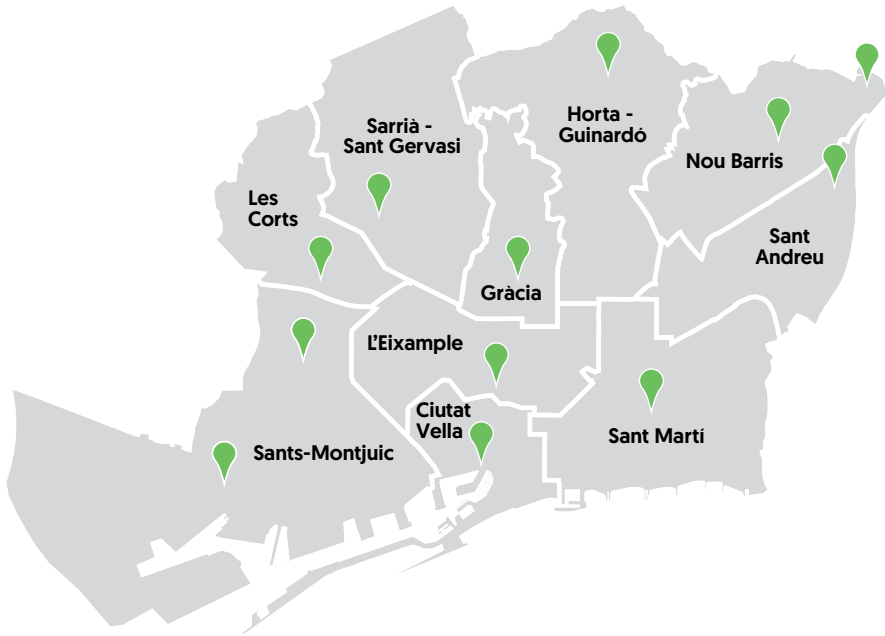 Horta -
Guinardó
Sarrià -
Sant Gervasi
Nou Barris
Les
Corts
Sant
Andreu
Gràcia
L'Eixample
Ciutat
Vella
Sant Martí
Sants-Montjuic